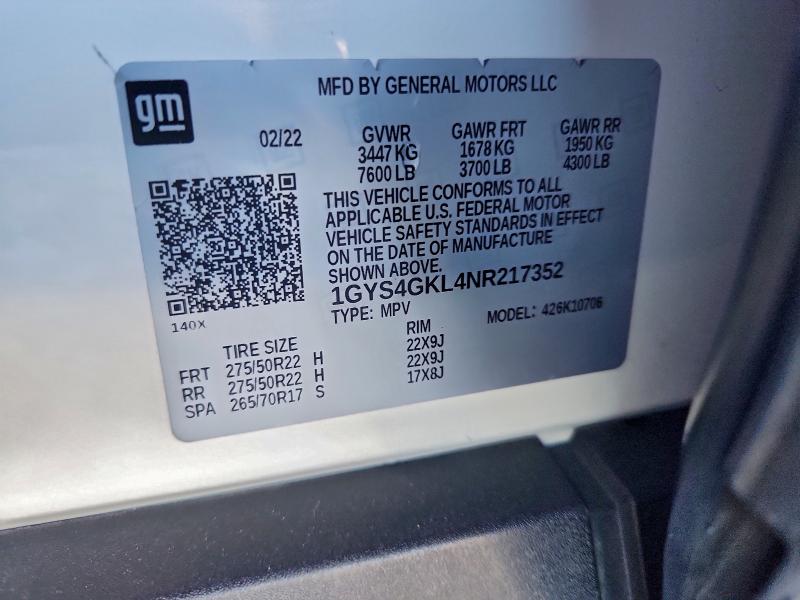 gm
MFD BY GENERAL MOTORS LLC
02/22
GVWR
3447 KG
7600 LB
GAWR FRT
1678 KG
3700 LB
GAWR RR
1950 KG
4300 LB
THIS VEHICLE CONFORMS TO ALL
APPLICABLE U.S. FEDERAL MOTOR
VEHICLE SAFETY STANDARDS IN EFFECT
ON THE DATE OF MANUFACTURE
SHOWN ABOVE.
1GYS4GKL4NR217352
TYPE: MPV MODEL: 426K10706
140X
TIRE SIZE RIM
FRT 275/50R22 H 22X9J
RR 275/50R22 H 22X9J
SPA 265/70R17 S 17X8J